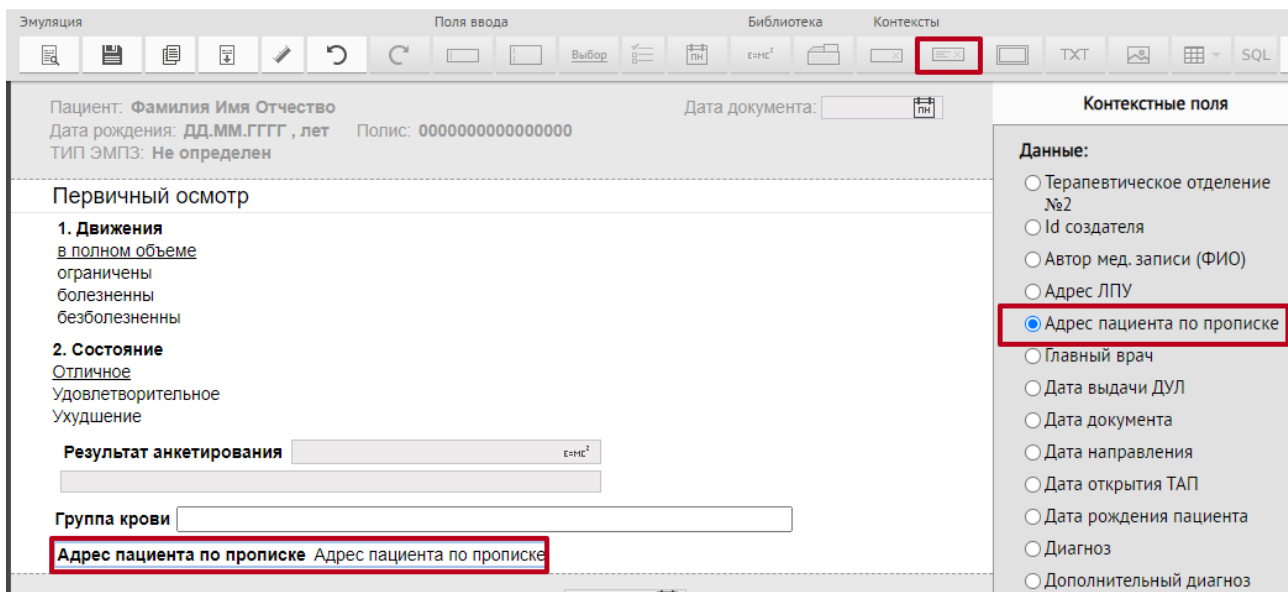 Эмуляция Поля ввода Библиотека Контексты
Выбор ПН E=MC² TXT SQL
Пациент: Фамилия Имя Отчество Дата документа: ПН
Дата рождения: ДД.ММ.ГГГГ , лет Полис: 0000000000000000
ТИП ЭМПЗ: Не определен
Первичный осмотр
1. Движения
в полном объеме
ограничены
болезненны
безболезненны
2. Состояние
Отличное
Удовлетворительное
Ухудшение
Результат анкетирования E=MC²
Группа крови
Адрес пациента по прописке Адрес пациента по прописке
Контекстные поля
Данные:
Терапевтическое отделение
№2
Id создателя
Автор мед. записи (ФИО)
Адрес ЛПУ
Адрес пациента по прописке
Главный врач
Дата выдачи ДУЛ
Дата документа
Дата направления
Дата открытия ТАП
Дата рождения пациента
Диагноз
Дополнительный диагноз